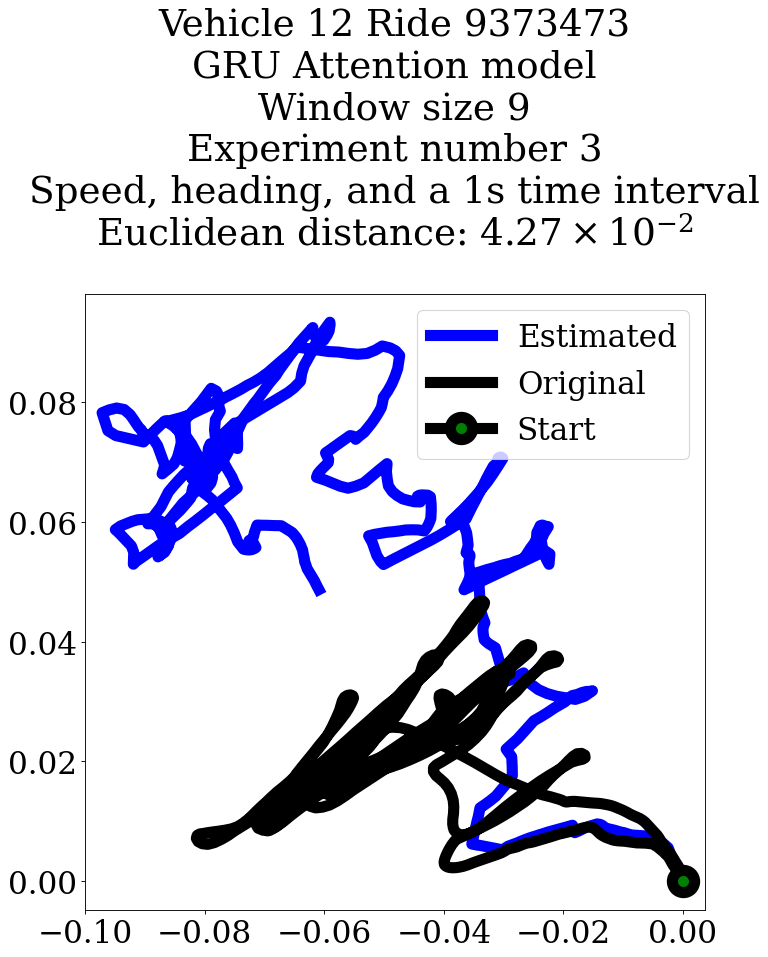 Vehicle 12 Ride 9373473
GRU Attention model
Window size 9
Experiment number 3
Speed, heading, and a 1s time interval
Euclidean distance: 4.27 × 10⁻²
Estimated
Original
Start
0.08
0.06
0.04
0.02
0.00
−0.10 −0.08 −0.06 −0.04 −0.02 0.00